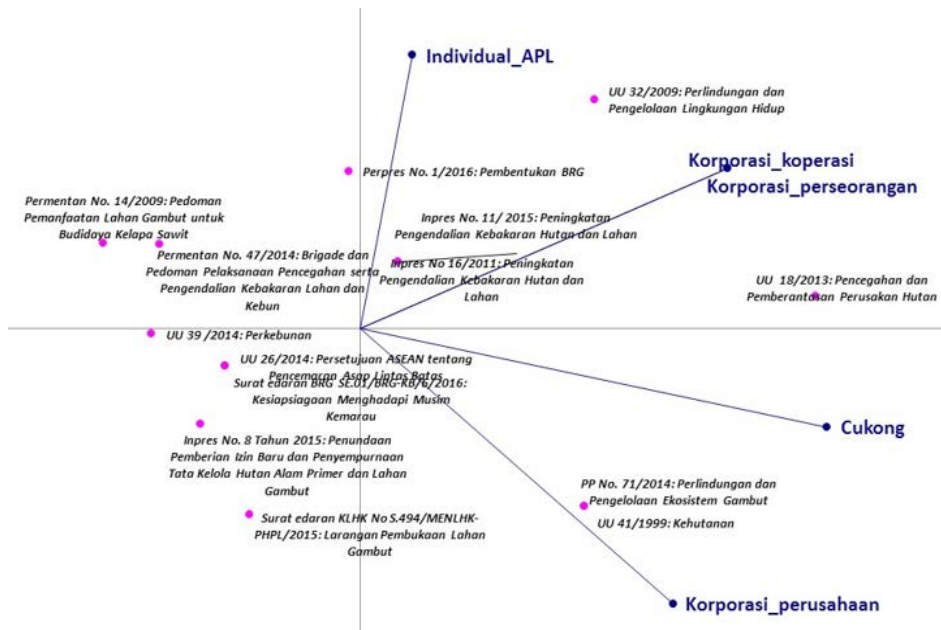 Individual_APL
UU 32/2009: Perlindungan dan
Pengelolaan Lingkungan Hidup
Korporasi_koperasi
Korporasi_perseorangan
Perpres No. 1/2016: Pembentukan BRG
Permentan No. 14/2009: Pedoman
Pemanfaatan Lahan Gambut untuk
Budidaya Kelapa Sawit
Inpres No. 11/ 2015: Peningkatan
Pengendalian Kebakaran Hutan dan Lahan
Permentan No. 47/2014: Brigade dan
Pedoman Pelaksanaan Pencegahan serta
Pengendalian Kebakaran Lahan dan
Kebun
Inpres No 16/2011: Peningkatan
Pengendalian Kebakaran Hutan dan
Lahan
UU 18/2013: Pencegahan dan
Pemberantasan Perusakan Hutan
UU 39 /2014: Perkebunan
UU 26/2014: Persetujuan ASEAN tentang
Pencemaran Asap Lintas Batas
Surat edaran BRG SE.01/BRG-KB/6/2016:
Kesiapsiagaan Menghadapi Musim
Kemarau
Cukong
Inpres No. 8 Tahun 2015: Penundaan
Pemberian Izin Baru dan Penyempurnaan
Tata Kelola Hutan Alam Primer dan Lahan
Gambut
PP No. 71/2014: Perlindungan dan
Pengelolaan Ekosistem Gambut
UU 41/1999: Kehutanan
Surat edaran KLHK No S.494/MENLHK-
PHPL/2015: Larangan Pembukaan Lahan
Gambut
Korporasi_perusahaan